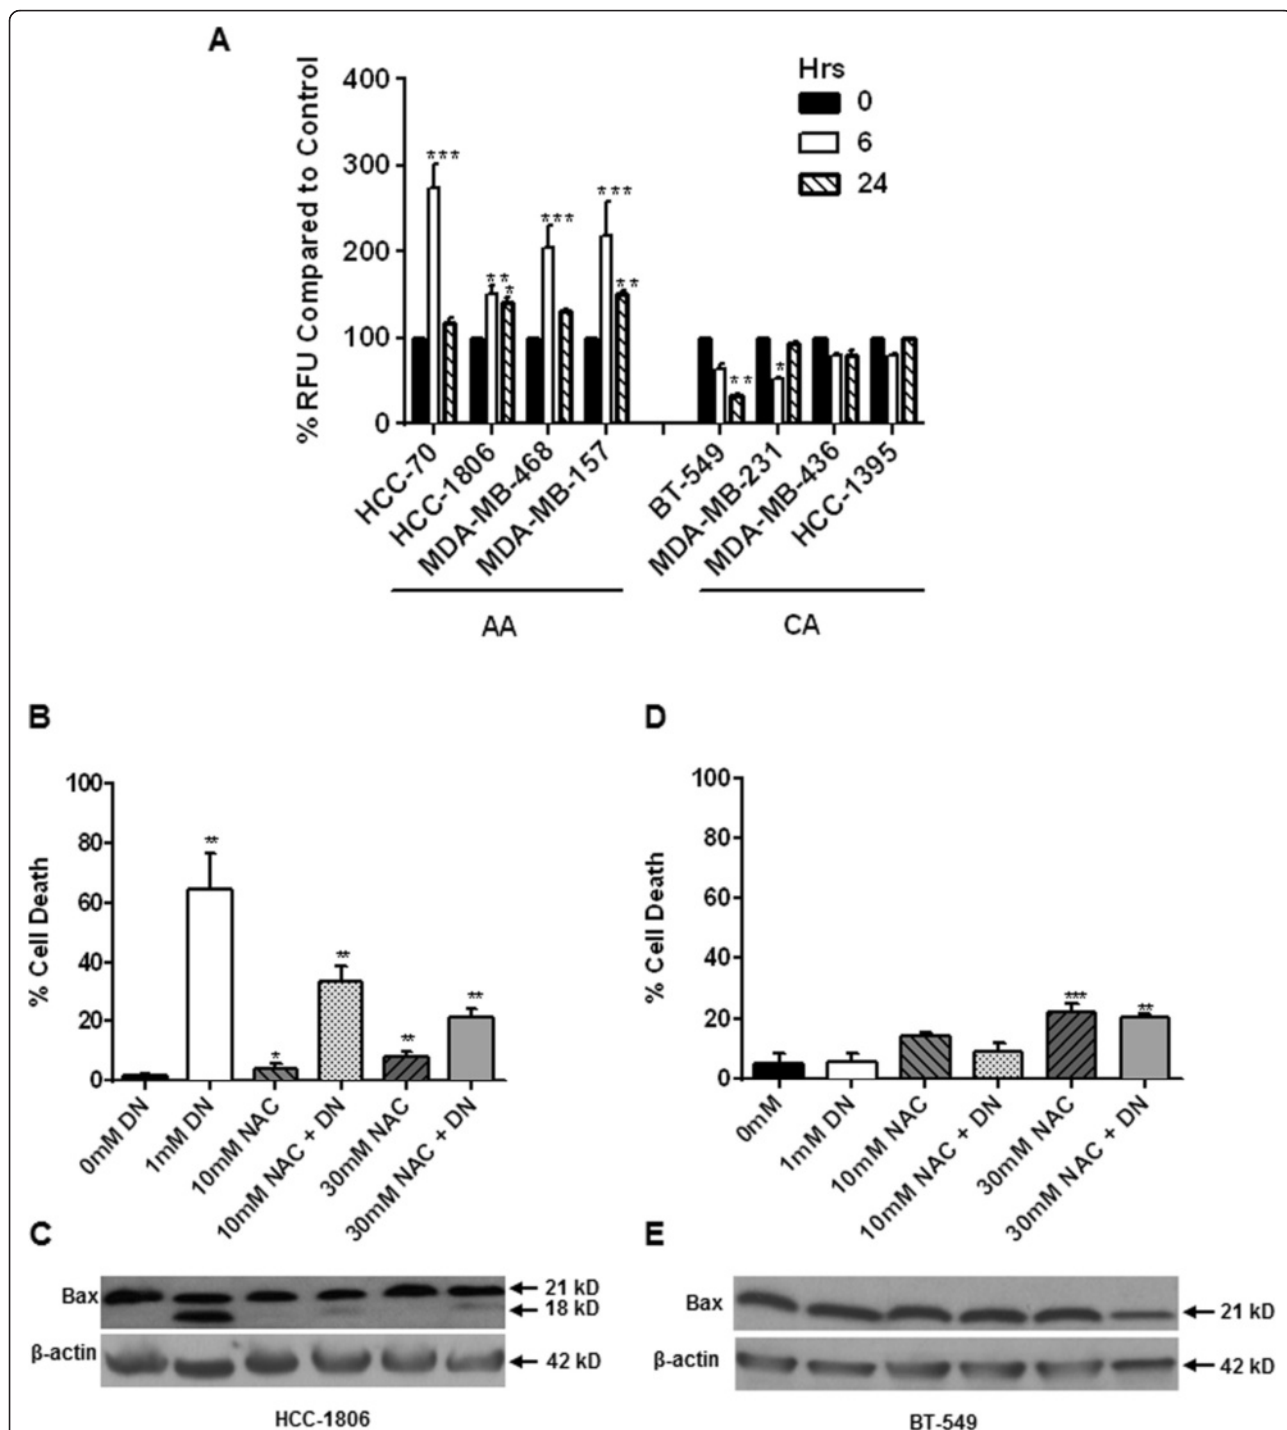 A
Hrs
0
6
24
% RFU Compared to Control
400
300
200
100
0
***
**
*
***
***
**
**
*
HCC-70
HCC-1806
MDA-MB-468
MDA-MB-157
BT-549
MDA-MB-231
MDA-MB-436
HCC-1395
AA
CA
B
% Cell Death
100
80
60
40
20
0
**
*
**
**
**
0mM DN
1mM DN
10mM NAC
10mM NAC + DN
30mM NAC
30mM NAC + DN
D
% Cell Death
100
80
60
40
20
0
***
**
0mM
1mM DN
10mM NAC
10mM NAC + DN
30mM NAC
30mM NAC + DN
C
Bax
21 kD
18 kD
β-actin
42 kD
HCC-1806
E
Bax
21 kD
β-actin
42 kD
BT-549